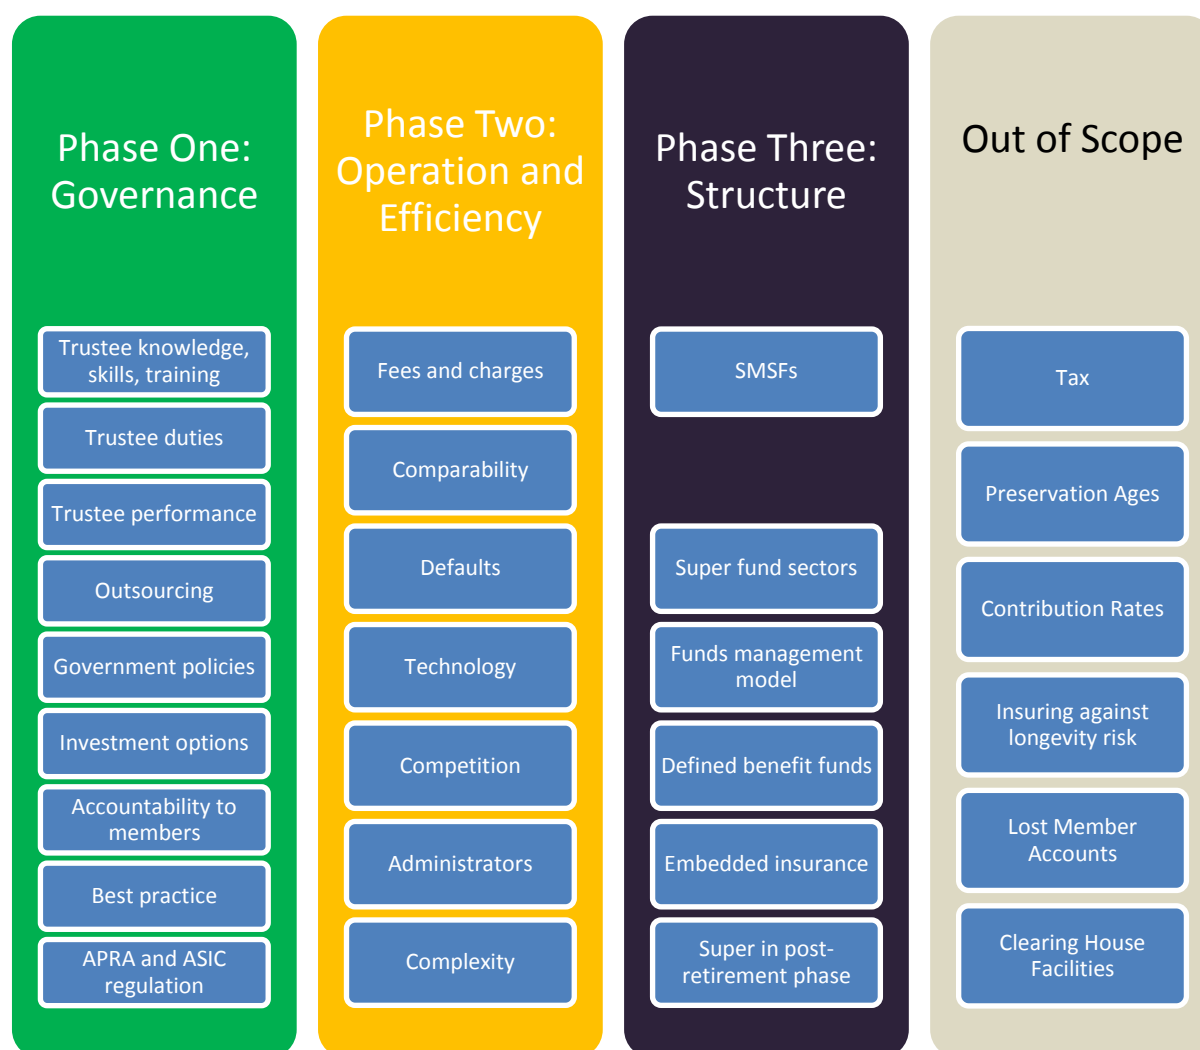 Phase One:
Governance
Trustee knowledge,
skills, training
Trustee duties
Trustee performance
Outsourcing
Government policies
Investment options
Accountability to
members
Best practice
APRA and ASIC
regulation
Phase Two:
Operation and
Efficiency
Fees and charges
Comparability
Defaults
Technology
Competition
Administrators
Complexity
Phase Three:
Structure
SMSFs
Super fund sectors
Funds management
model
Defined benefit funds
Embedded insurance
Super in post-
retirement phase
Out of Scope
Tax
Preservation Ages
Contribution Rates
Insuring against
longevity risk
Lost Member
Accounts
Clearing House
Facilities